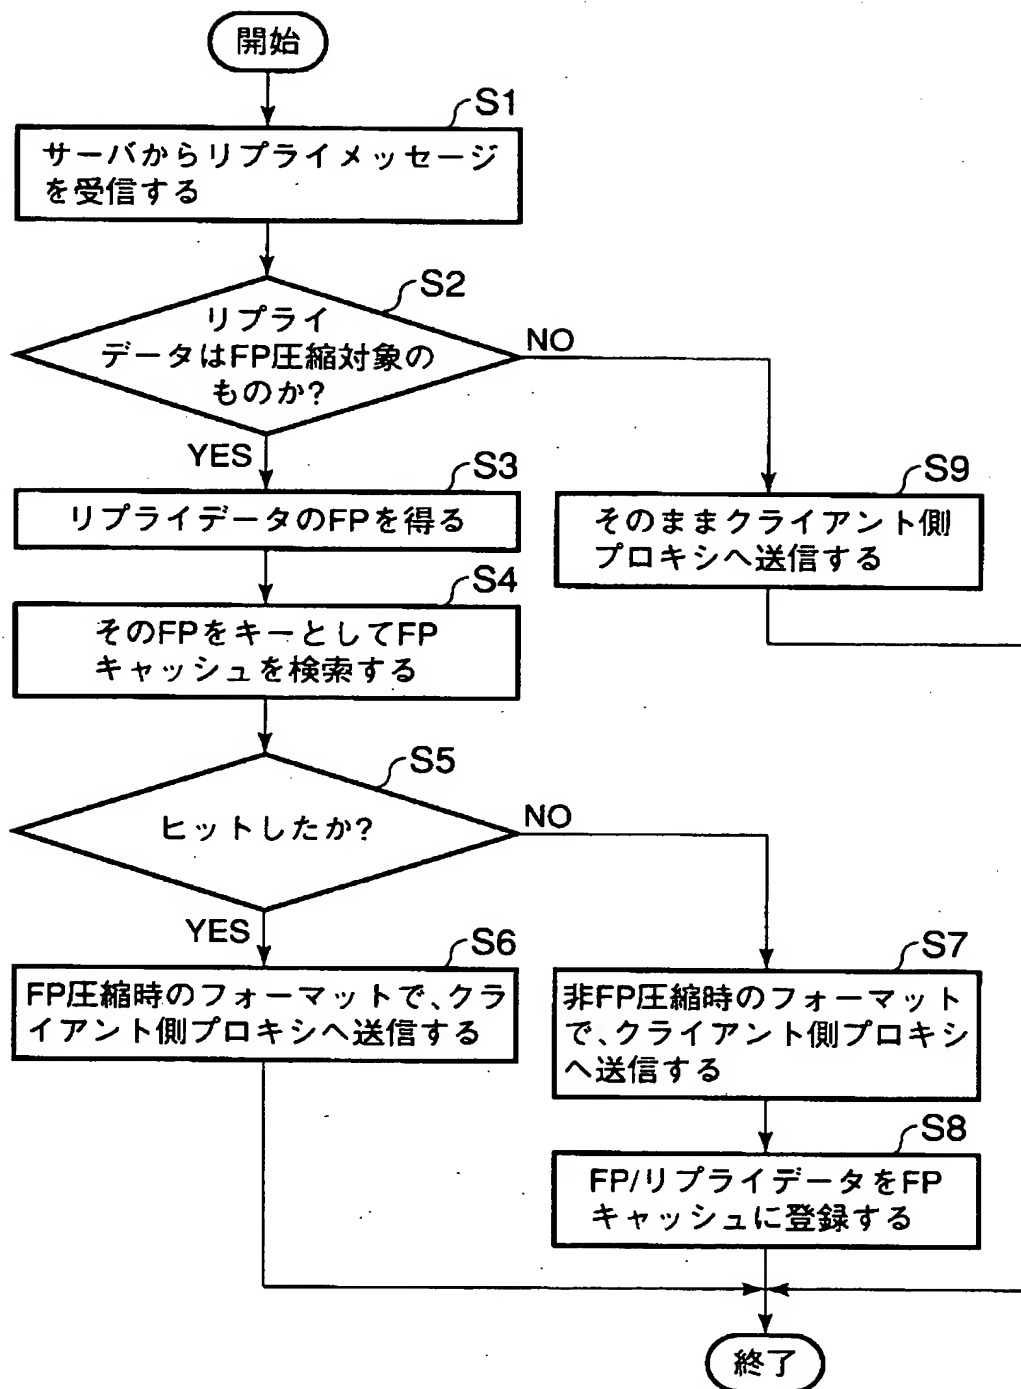 開始
S1
サーバからリプライメッセージ
を受信する
S2
リプライ
データはFP圧縮対象の
ものか?
NO
YES
S3
リプライデータのFPを得る
S9
そのままクライアント側
プロキシへ送信する
S4
そのFPをキーとしてFP
キャッシュを検索する
S5
ヒットしたか?
NO
YES
S6
FP圧縮時のフォーマットで、クラ
イアント側プロキシへ送信する
S7
非FP圧縮時のフォーマット
で、クライアント側プロキシ
へ送信する
S8
FP/リプライデータをFP
キャッシュに登録する
終了